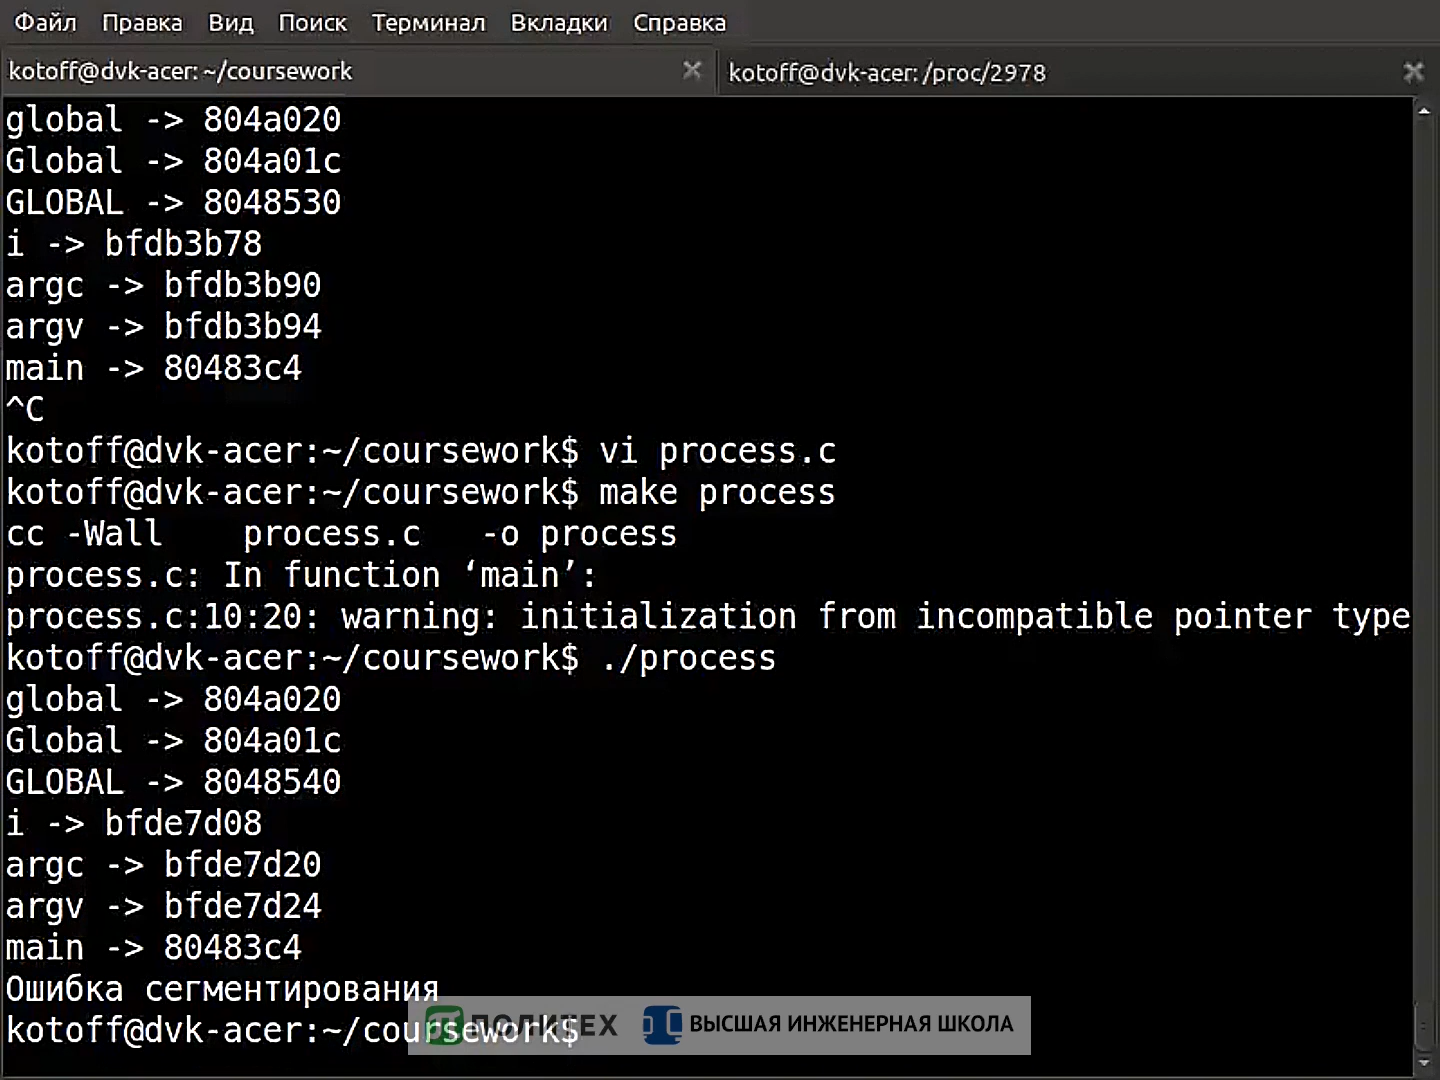 Файл Правка Вид Поиск Терминал Вкладки Справка
kotoff@dvk-acer: ~/coursework
kotoff@dvk-acer: /proc/2978
global -> 804a020
Global -> 804a01c
GLOBAL -> 8048530
i -> bfdb3b78
argc -> bfdb3b90
argv -> bfdb3b94
main -> 80483c4
^C
kotoff@dvk-acer:~/coursework$ vi process.c
kotoff@dvk-acer:~/coursework$ make process
cc -Wall    process.c   -o process
process.c: In function ‘main’:
process.c:10:20: warning: initialization from incompatible pointer type
kotoff@dvk-acer:~/coursework$ ./process
global -> 804a020
Global -> 804a01c
GLOBAL -> 8048540
i -> bfde7d08
argc -> bfde7d20
argv -> bfde7d24
main -> 80483c4
Ошибка сегментирования
kotoff@dvk-acer:~/coursework$
ПОЛИТЕХ ВЫСШАЯ ИНЖЕНЕРНАЯ ШКОЛА